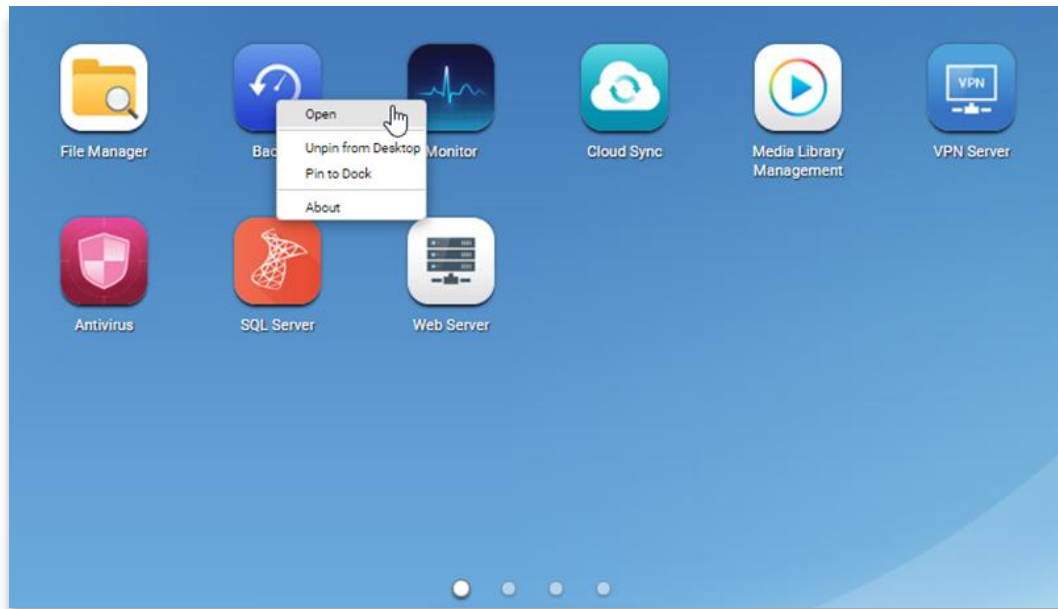 VPN
File Manager
Bac
Monitor
Cloud Sync
Media Library
Management
VPN Server
Open
Unpin from Desktop
Pin to Dock
About
Antivirus
SQL Server
Web Server